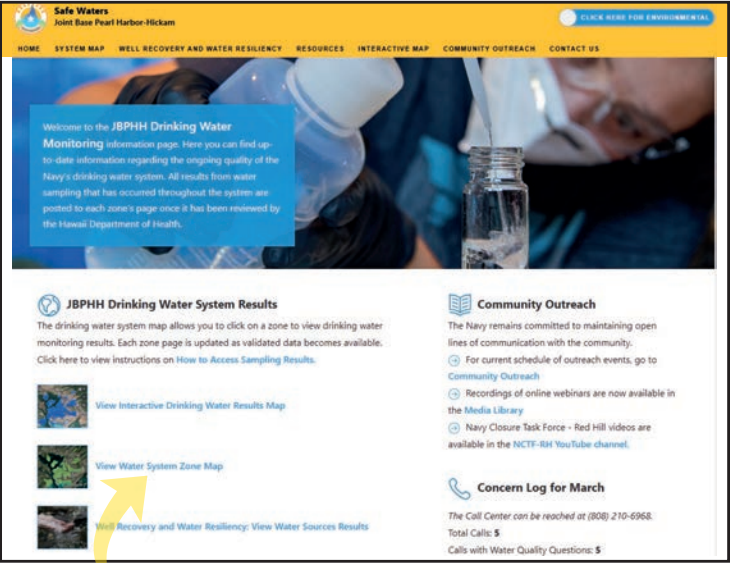 Safe Waters
Joint Base Pearl Harbor-Hickam
CLICK HERE FOR ENVIRONMENTAL
HOME SYSTEM MAP WELL RECOVERY AND WATER RESILIENCY RESOURCES INTERACTIVE MAP COMMUNITY OUTREACH CONTACT US
Welcome to the JBPHH Drinking Water
Monitoring information page. Here you can find up-
to-date information regarding the ongoing quality of the
Navy's drinking water system. All results from water
sampling that has occurred throughout the system are
posted to each zone's page once it has been reviewed by
the Hawaii Department of Health.
JBPHH Drinking Water System Results
The drinking water system map allows you to click on a zone to view drinking water
monitoring results. Each zone page is updated as validated data becomes available.
Click here to view instructions on How to Access Sampling Results.
View Interactive Drinking Water Results Map
View Water System Zone Map
Well Recovery and Water Resiliency: View Water Sources Results
Community Outreach
The Navy remains committed to maintaining open
lines of communication with the community.
For current schedule of outreach events, go to
Community Outreach
Recordings of online webinars are now available in
the Media Library
Navy Closure Task Force - Red Hill videos are
available in the NCTF-RH YouTube channel.
Concern Log for March
The Call Center can be reached at (808) 210-6968.
Total Calls: 5
Calls with Water Quality Questions: 5